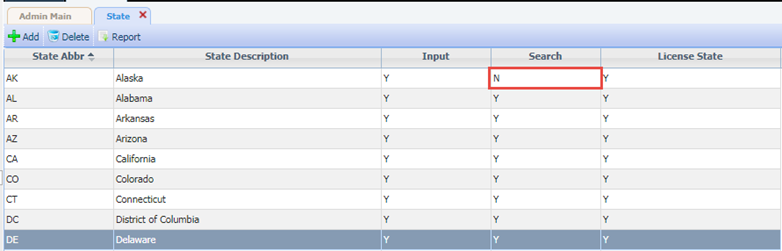 Admin Main State
Add Delete Report
State Abbr State Description Input Search License State
AK Alaska Y N Y
AL Alabama Y Y Y
AR Arkansas Y Y Y
AZ Arizona Y Y Y
CA California Y Y Y
CO Colorado Y Y Y
CT Connecticut Y Y Y
DC District of Columbia Y Y Y
DE Delaware Y Y Y